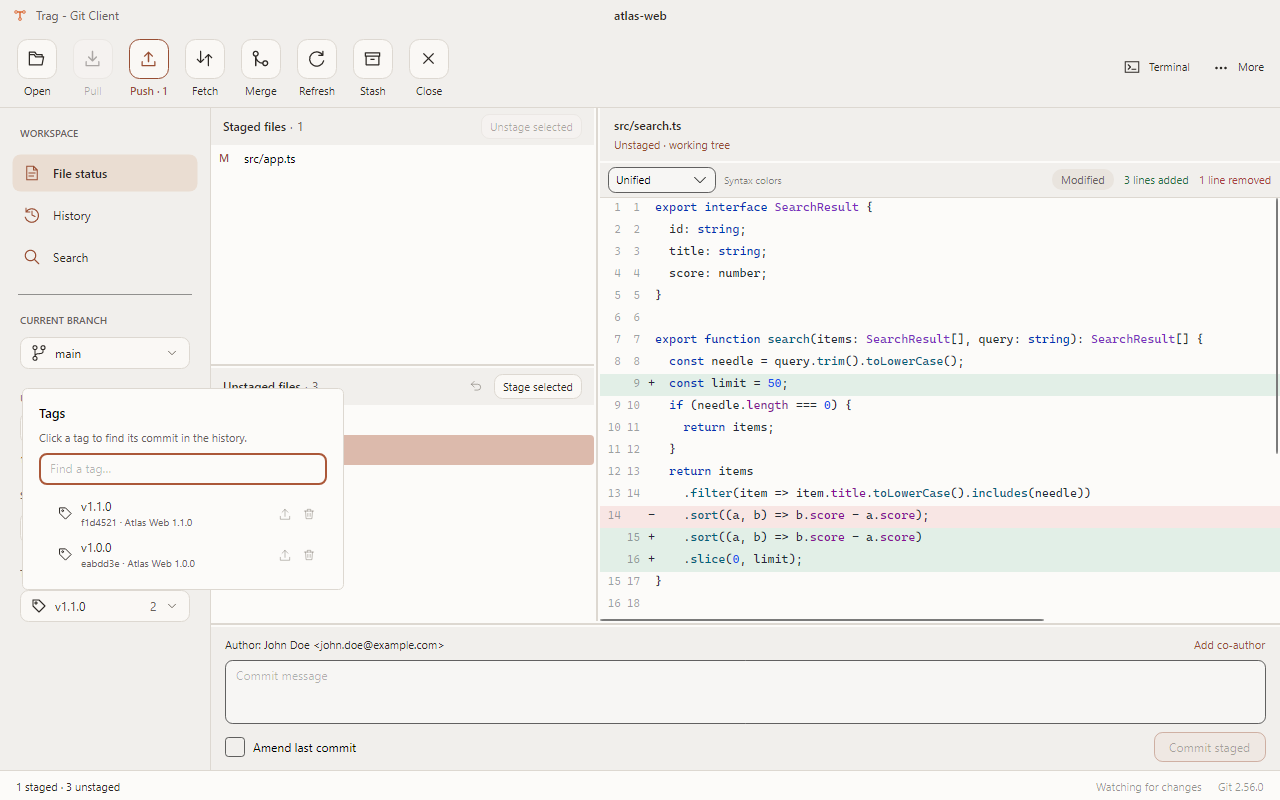 Trag - Git Client
atlas-web
Open
Pull
Push · 1
Fetch
Merge
Refresh
Stash
Close
Terminal
More
WORKSPACE
File status
History
Search
CURRENT BRANCH
main
Staged files · 1
Unstage selected
M src/app.ts
Unstaged files · 3
Stage selected
Tags
Click a tag to find its commit in the history.
Find a tag...
v1.1.0
f1d4521 · Atlas Web 1.1.0
v1.0.0
eabdd3e · Atlas Web 1.0.0
v1.1.0 2
src/search.ts
Unstaged · working tree
Unified
Syntax colors
Modified
3 lines added
1 line removed
1 1 export interface SearchResult {
2 2 id: string;
3 3 title: string;
4 4 score: number;
5 5 }
6 6
7 7 export function search(items: SearchResult[], query: string): SearchResult[] {
8 8 const needle = query.trim().toLowerCase();
9 + const limit = 50;
9 10 if (needle.length === 0) {
10 11 return items;
11 12 }
12 13 return items
13 14 .filter(item => item.title.toLowerCase().includes(needle))
14 − .sort((a, b) => b.score − a.score);
15 + .sort((a, b) => b.score − a.score)
16 + .slice(0, limit);
15 17 }
16 18
Author: John Doe <john.doe@example.com>
Add co-author
Commit message
Amend last commit
Commit staged
1 staged · 3 unstaged
Watching for changes
Git 2.56.0